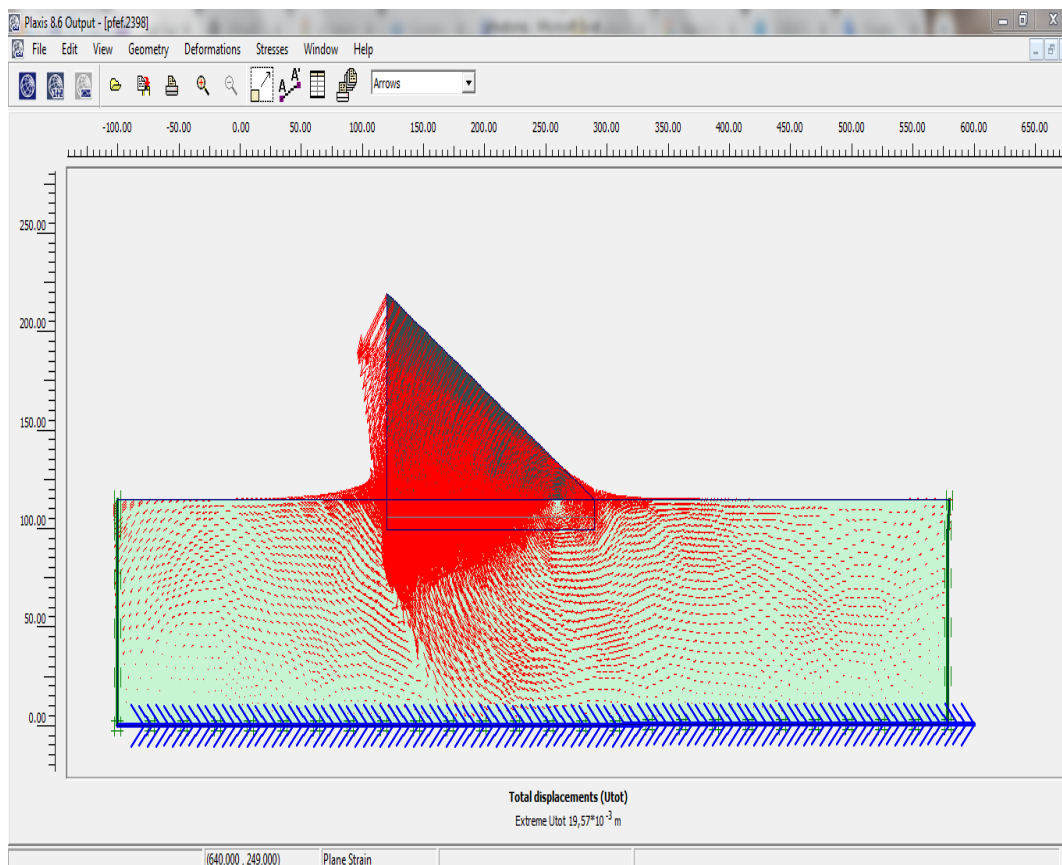 Plaxis 8.6 Output - [pfef.2398]
File Edit View Geometry Deformations Stresses Window Help
A A' Arrows
-100.00 -50.00 0.00 50.00 100.00 150.00 200.00 250.00 300.00 350.00 400.00 450.00 500.00 550.00 600.00 650.00
250.00
200.00
150.00
100.00
50.00
0.00
Total displacements (Utot)
Extreme Utot 19,57*10 -3 m
(640.000 , 249.000) Plane Strain